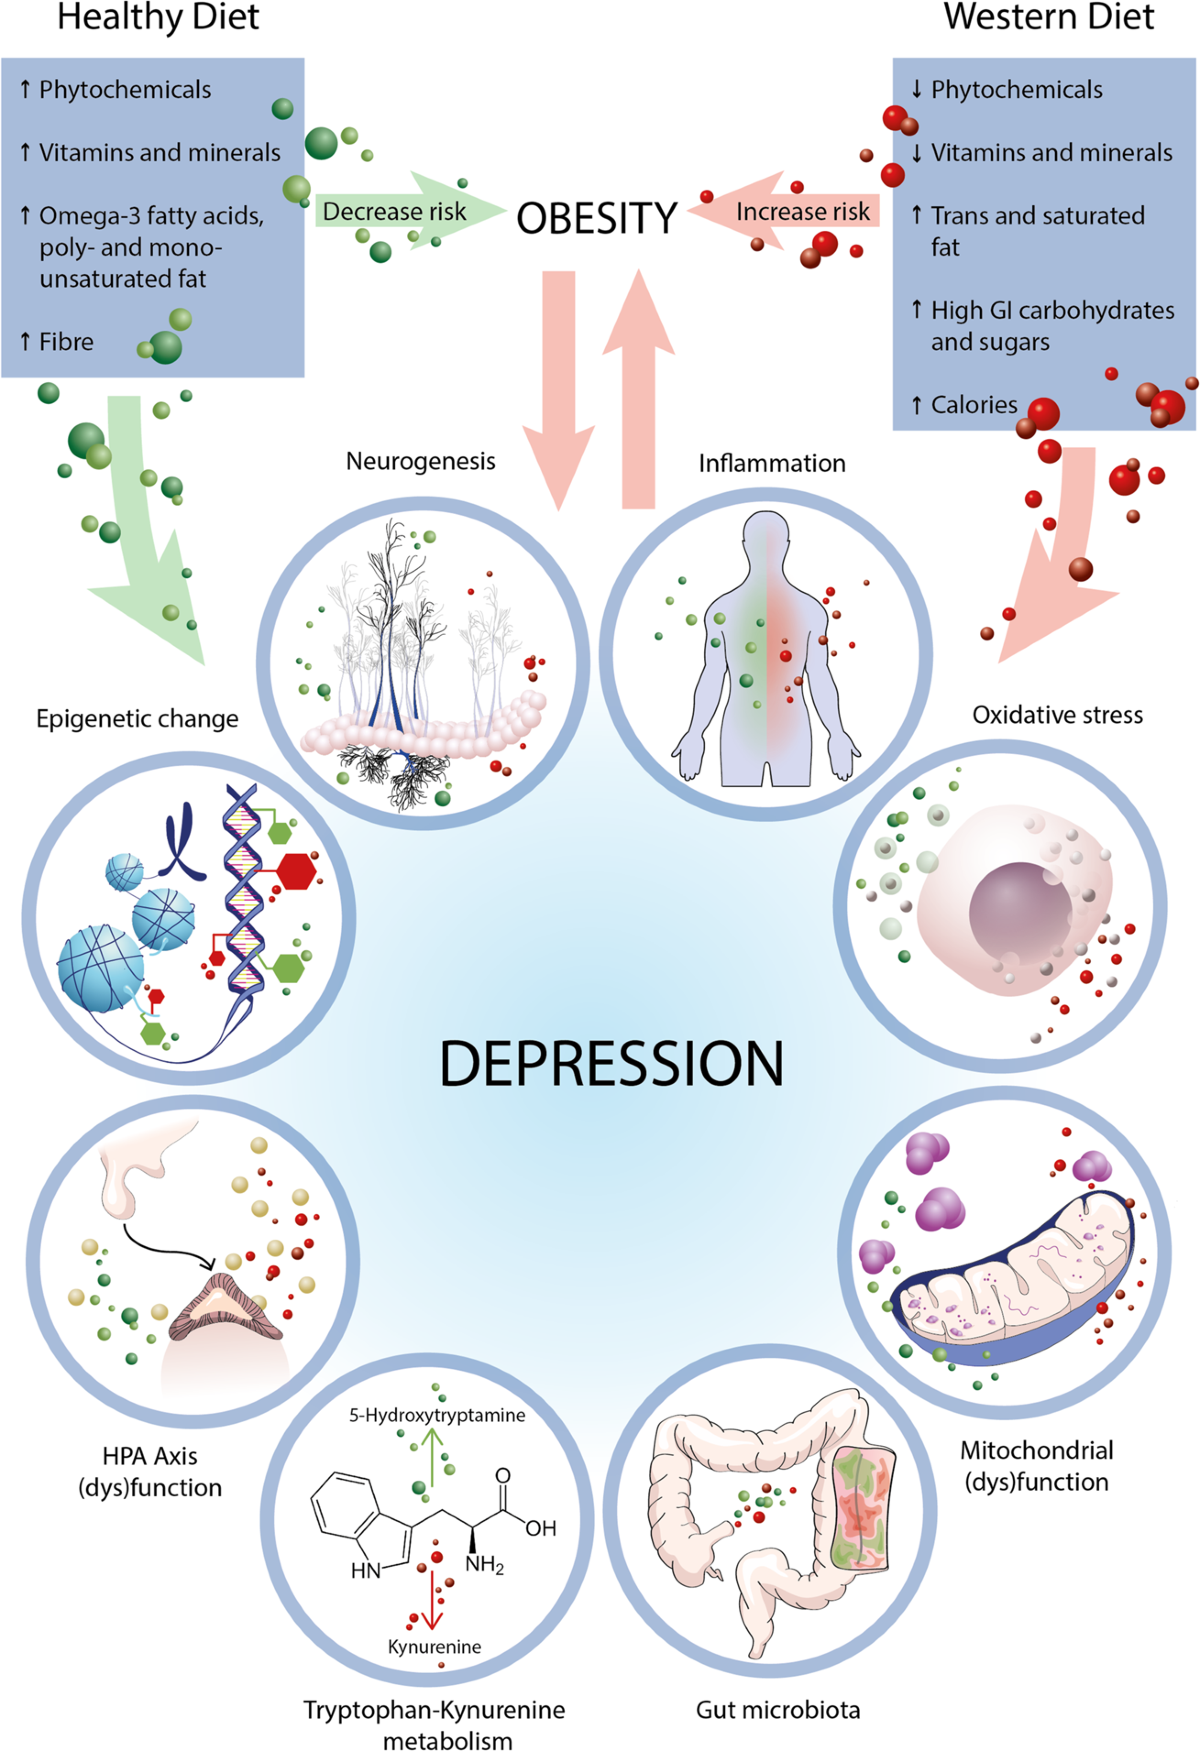 Healthy Diet
Western Diet
↑ Phytochemicals
↑ Vitamins and minerals
↑ Omega-3 fatty acids,
poly- and mono-
unsaturated fat
↑ Fibre
↓ Phytochemicals
↓ Vitamins and minerals
↑ Trans and saturated
fat
↑ High GI carbohydrates
and sugars
↑ Calories
Decrease risk
OBESITY
Increase risk
Neurogenesis
Inflammation
Epigenetic change
Oxidative stress
DEPRESSION
HPA Axis
(dys)function
Mitochondrial
(dys)function
5-Hydroxytryptamine
O
OH
HN
NH₂
Kynurenine
Tryptophan-Kynurenine
metabolism
Gut microbiota